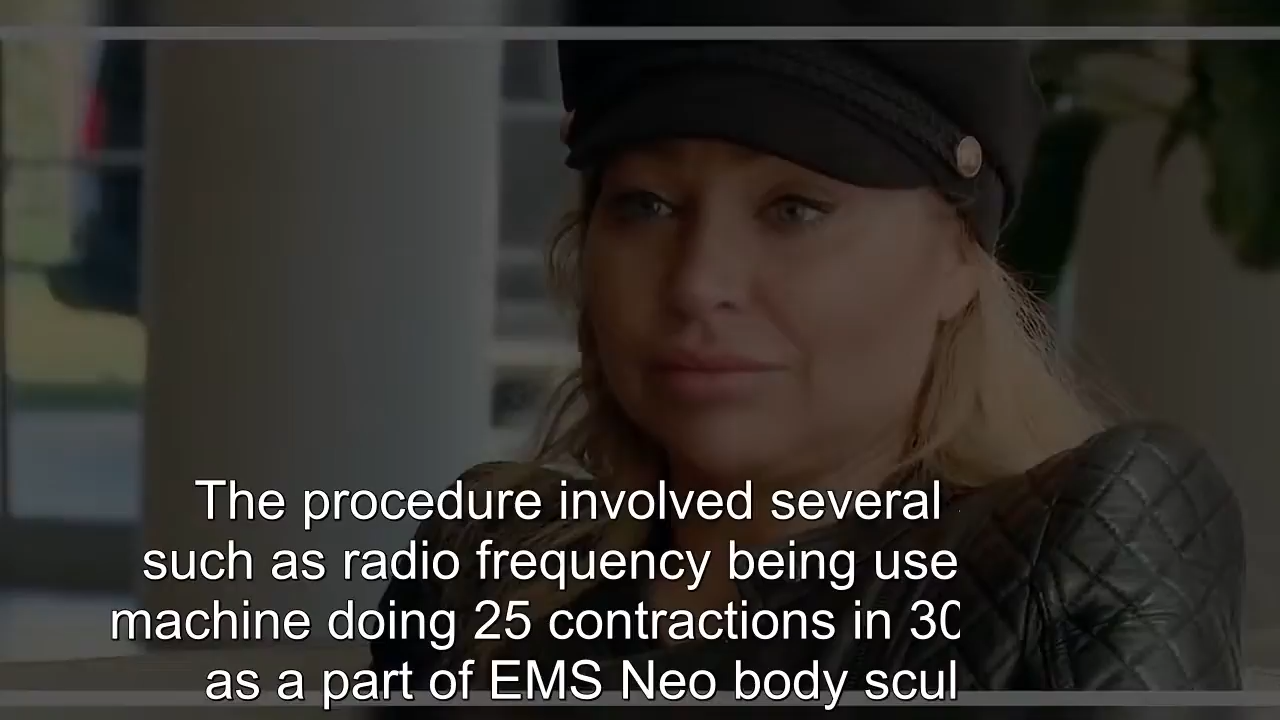 The procedure involved several
such as radio frequency being use
machine doing 25 contractions in 30
as a part of EMS Neo body scul